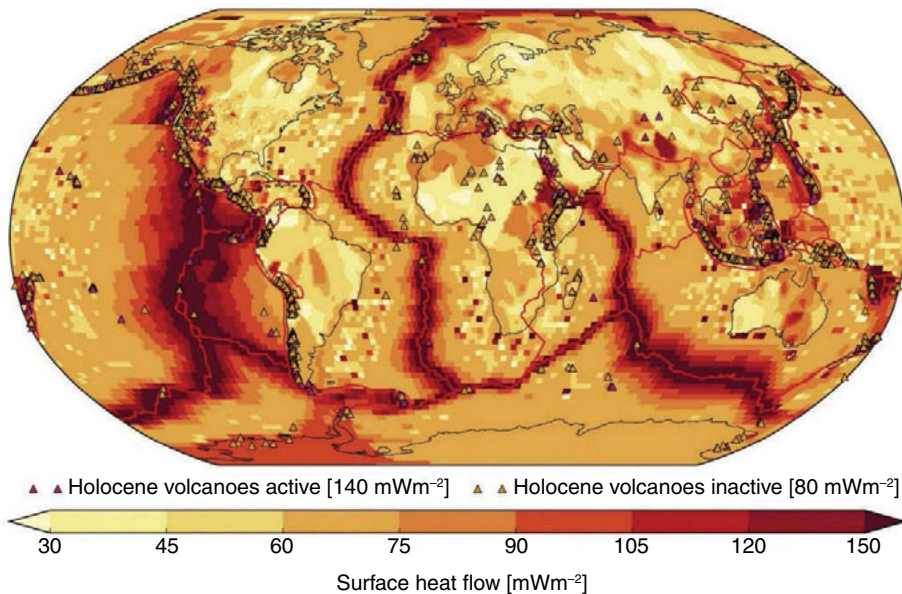 Holocene volcanoes active [140 mWm⁻²] Holocene volcanoes inactive [80 mWm⁻²]
30 45 60 75 90 105 120 150
Surface heat flow [mWm⁻²]